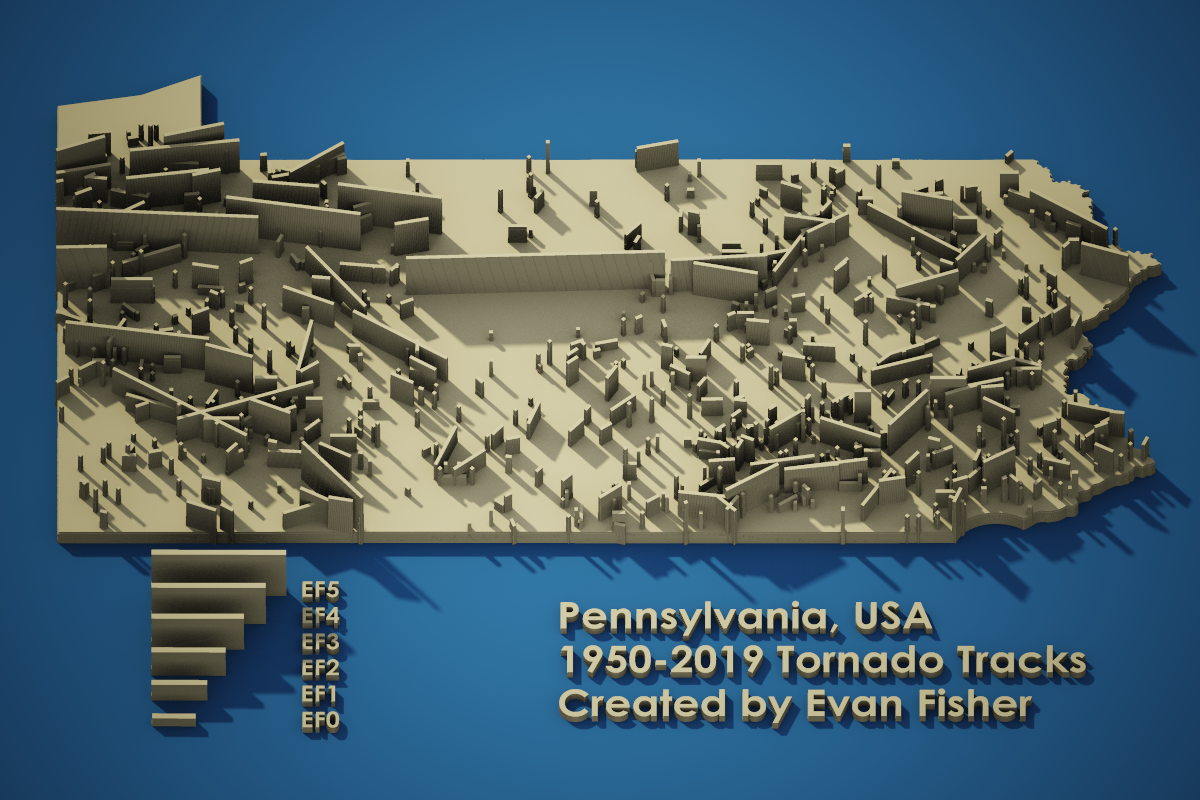 EF5
EF4
EF3
EF2
EF1
EF0
Pennsylvania, USA
1950-2019 Tornado Tracks
Created by Evan Fisher